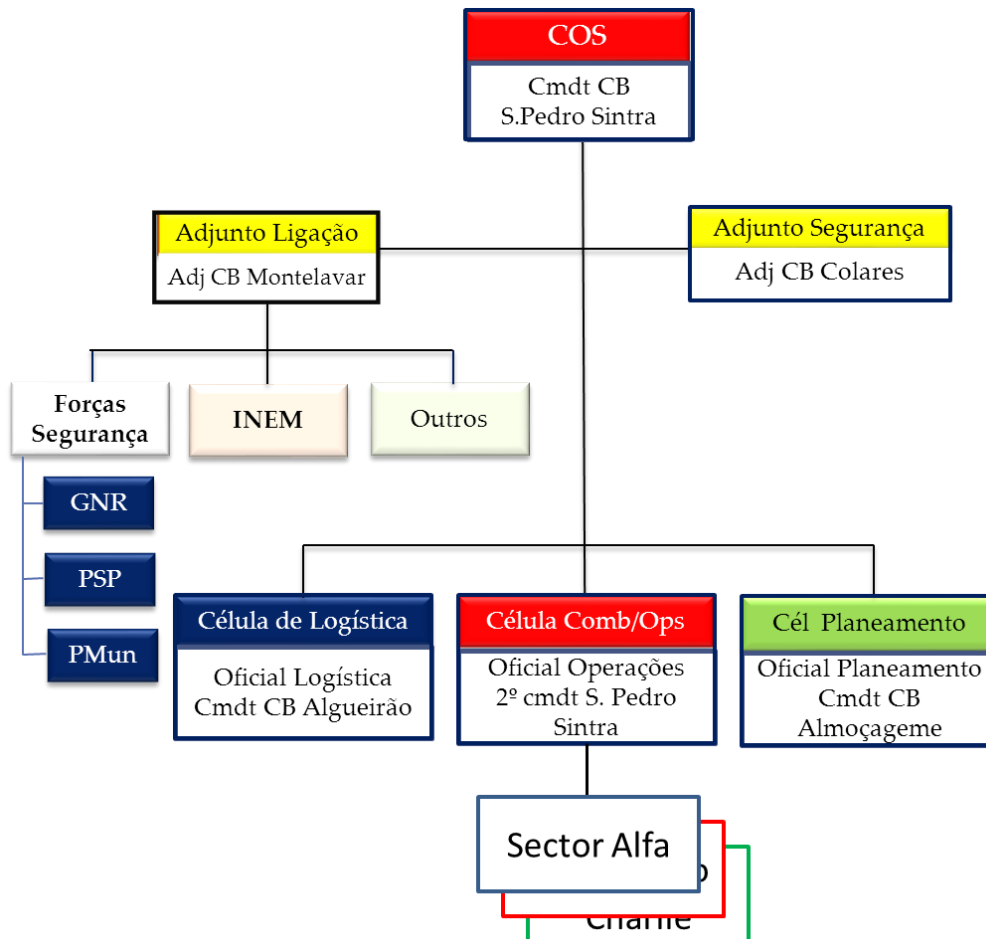 COS
Cmdt CB
S.Pedro Sintra
Adjunto Ligação
Adj CB Montelavar
Adjunto Segurança
Adj CB Colares
Forças
Segurança
INEM
Outros
GNR
PSP
PMun
Célula de Logística
Oficial Logística
Cmdt CB Algueirão
Célula Comb/Ops
Oficial Operações
2º cmdt S. Pedro
Sintra
Cél Planeamento
Oficial Planeamento
Cmdt CB
Almoçageme
Sector Alfa
Charlie